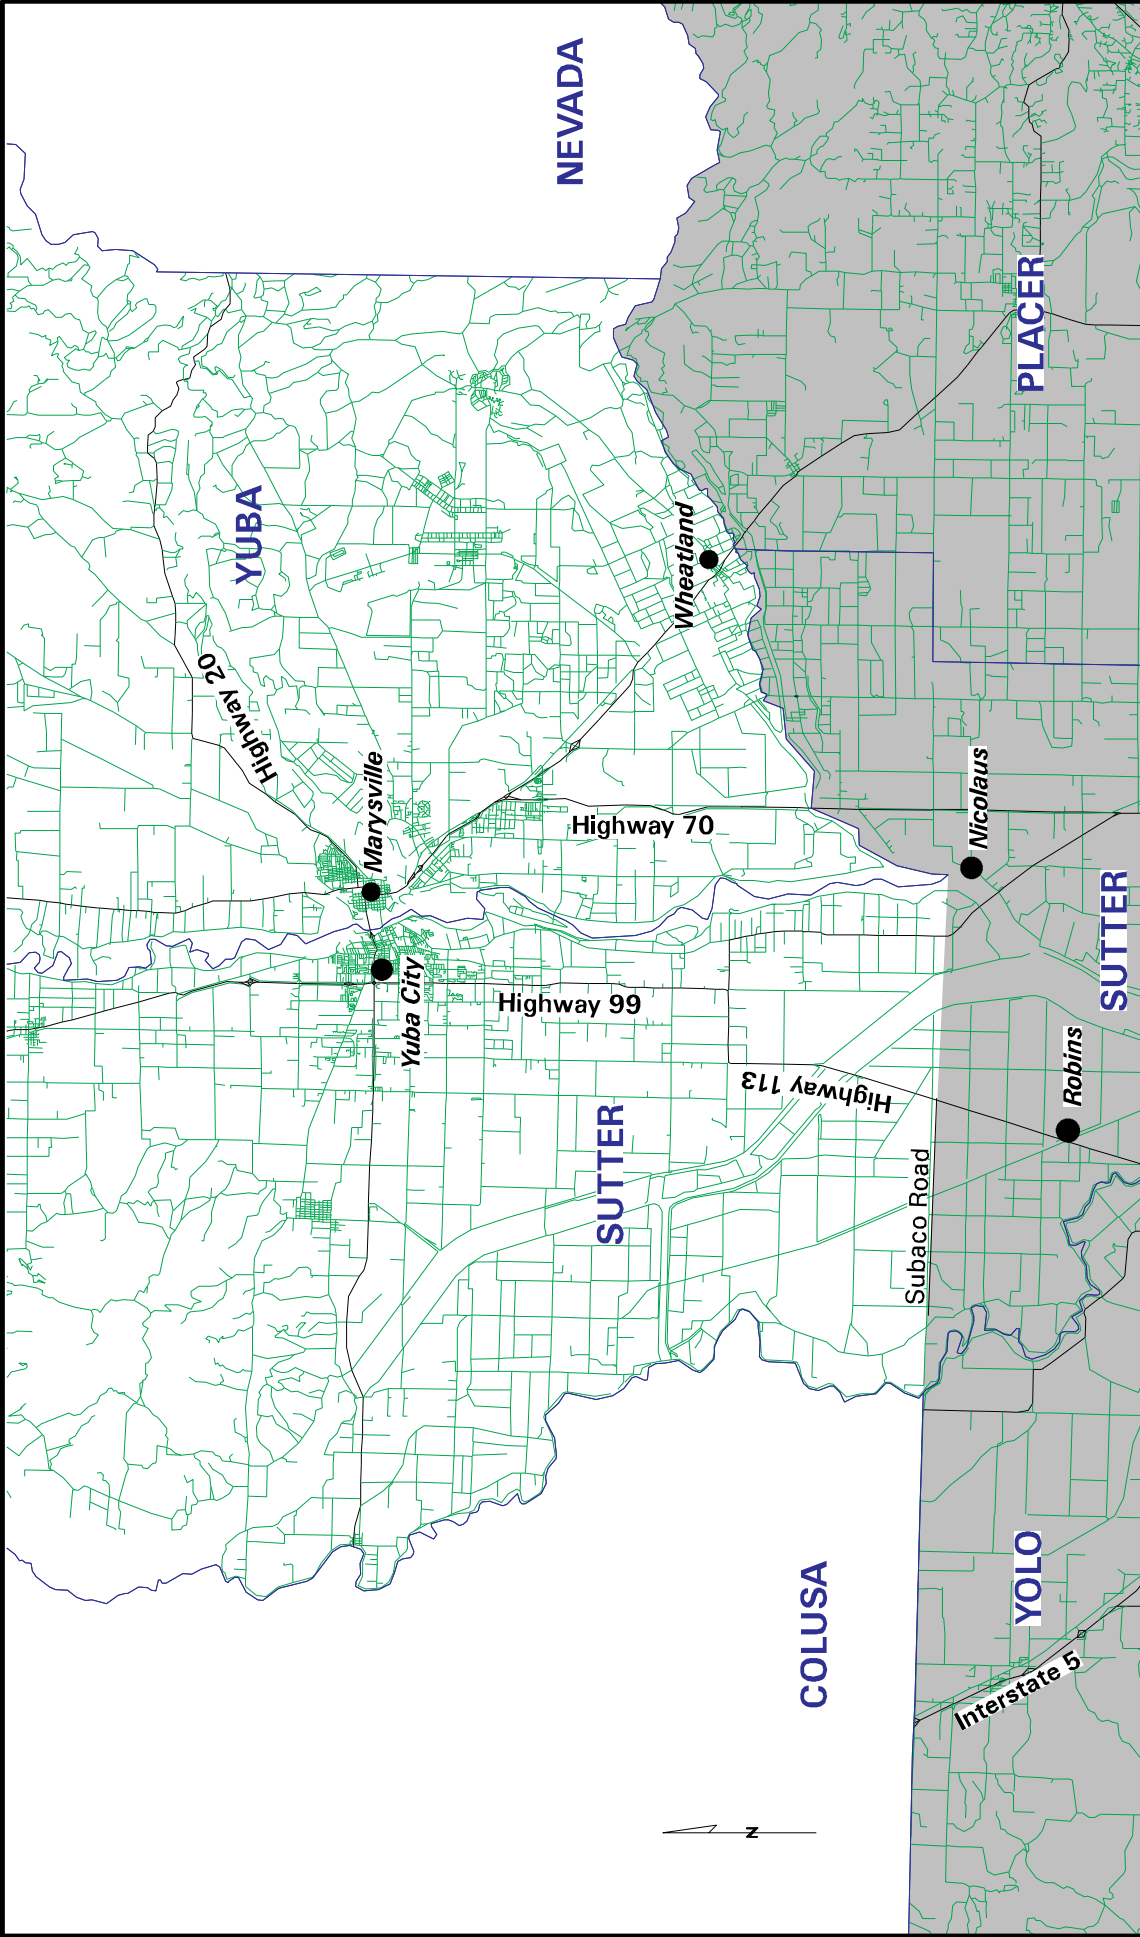 NEVADA
YUBA
PLACER
Wheatland
Highway 20
Marysville
Highway 70
Nicolaus
SUTTER
Yuba City
Highway 99
Highway 113
Robins
SUTTER
Subaco Road
COLUSA
YOLO
Interstate 5
N